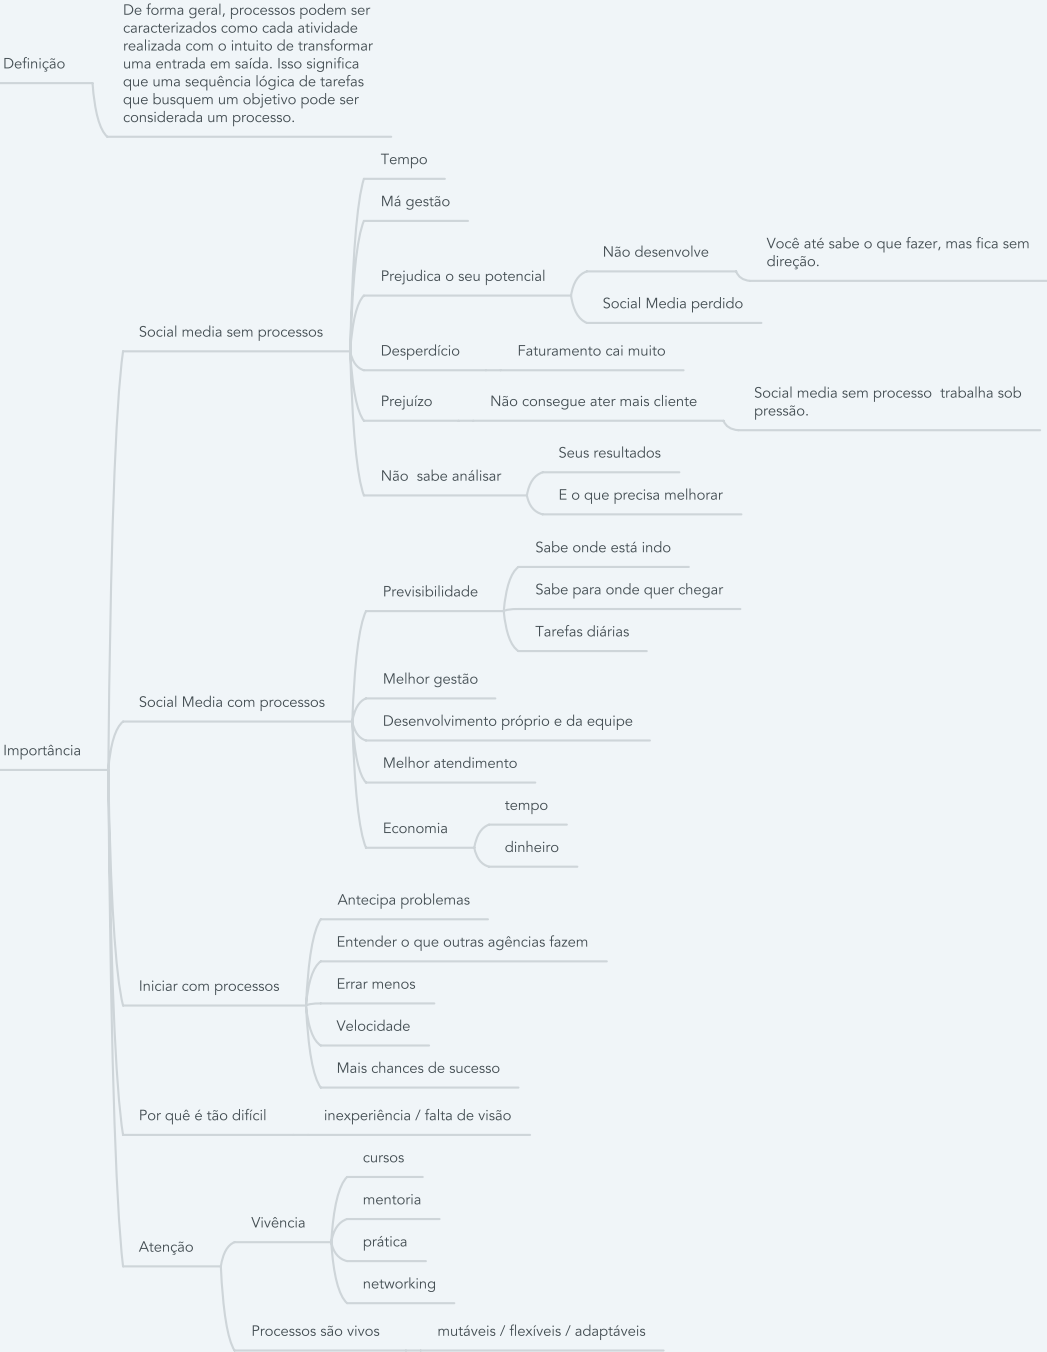 De forma geral, processos podem ser
caracterizados como cada atividade
realizada com o intuito de transformar
uma entrada em saída. Isso significa
que uma sequência lógica de tarefas
que busquem um objetivo pode ser
considerada um processo.
Definição
Tempo
Má gestão
Não desenvolve
Você até sabe o que fazer, mas fica sem
direção.
Prejudica o seu potencial
Social Media perdido
Social media sem processos
Desperdício
Faturamento cai muito
Prejuízo
Não consegue ater mais cliente
Social media sem processo  trabalha sob
pressão.
Não  sabe análisar
Seus resultados
E o que precisa melhorar
Sabe onde está indo
Previsibilidade
Sabe para onde quer chegar
Tarefas diárias
Melhor gestão
Social Media com processos
Desenvolvimento próprio e da equipe
Importância
Melhor atendimento
tempo
Economia
dinheiro
Antecipa problemas
Entender o que outras agências fazem
Iniciar com processos
Errar menos
Velocidade
Mais chances de sucesso
Por quê é tão difícil
inexperiência / falta de visão
cursos
mentoria
Vivência
prática
Atenção
networking
Processos são vivos
mutáveis / flexíveis / adaptáveis